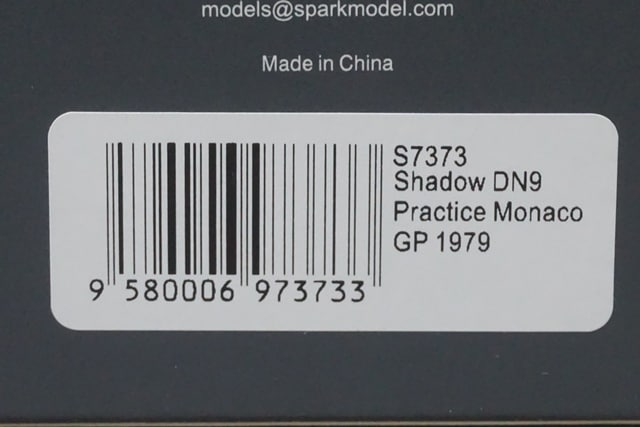 models@sparkmodel.com
Made in China
S7373
Shadow DN9
Practice Monaco
GP 1979
9 580006 973733